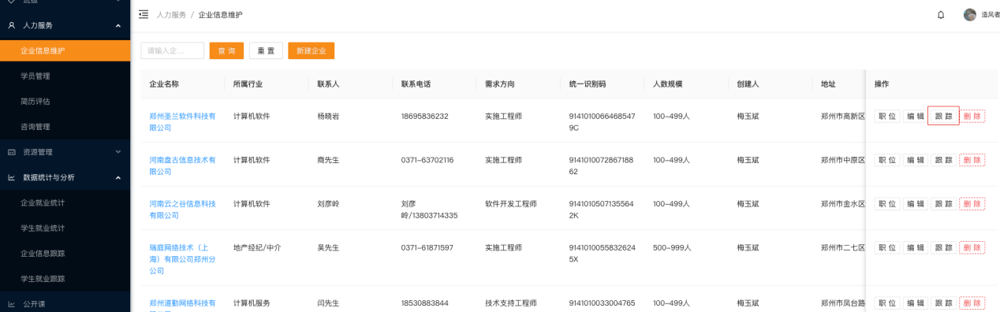 班级
人力服务 / 企业信息维护
造风者
人力服务
企业信息维护
学员管理
简历评估
咨询管理
资源管理
数据统计与分析
企业就业统计
学生就业统计
企业信息跟踪
学生就业跟踪
公开课
请输入企... 查 询 重 置 新建企业
企业名称 所属行业 联系人 联系电话 需求方向 统一识别码 人数规模 创建人 地址 操作
郑州圣兰软件科技有 计算机软件 杨晓岩 18695836232 实施工程师 9141010066468547 100-499人 梅玉斌 郑州市高新区 职 位 编 辑 跟 踪 删 除
限公司 9C
河南盘古信息技术有 计算机软件 商先生 0371-63702116 实施工程师 9141010072867188 100-499人 梅玉斌 郑州市中原区 职 位 编 辑 跟 踪 删 除
限公司 62
河南云之谷信息科技 计算机软件 刘彦岭 刘彦 软件开发工程师 9141010507135564 100-499人 梅玉斌 郑州市金水区 职 位 编 辑 跟 踪 删 除
有限公司 岭/13803714335 2K
瑞庭网络技术（上 地产经纪/中介 吴先生 0371-61871597 实施工程师 9141010055832624 500-999人 梅玉斌 郑州市二七区 职 位 编 辑 跟 踪 删 除
海）有限公司郑州分 5X
公司
郑州道勤网络科技有 计算机服务 闫先生 18530883844 技术支持工程师 9141010033004765 100-499人 梅玉斌 郑州市凤台路 职 位 编 辑 跟 踪 删 除